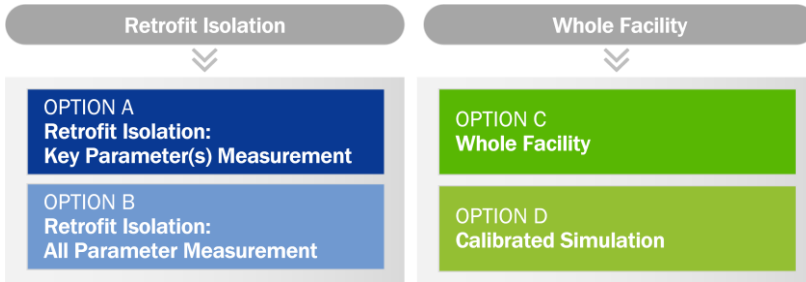 Retrofit Isolation
OPTION A
Retrofit Isolation:
Key Parameter(s) Measurement
OPTION B
Retrofit Isolation:
All Parameter Measurement
Whole Facility
OPTION C
Whole Facility
OPTION D
Calibrated Simulation